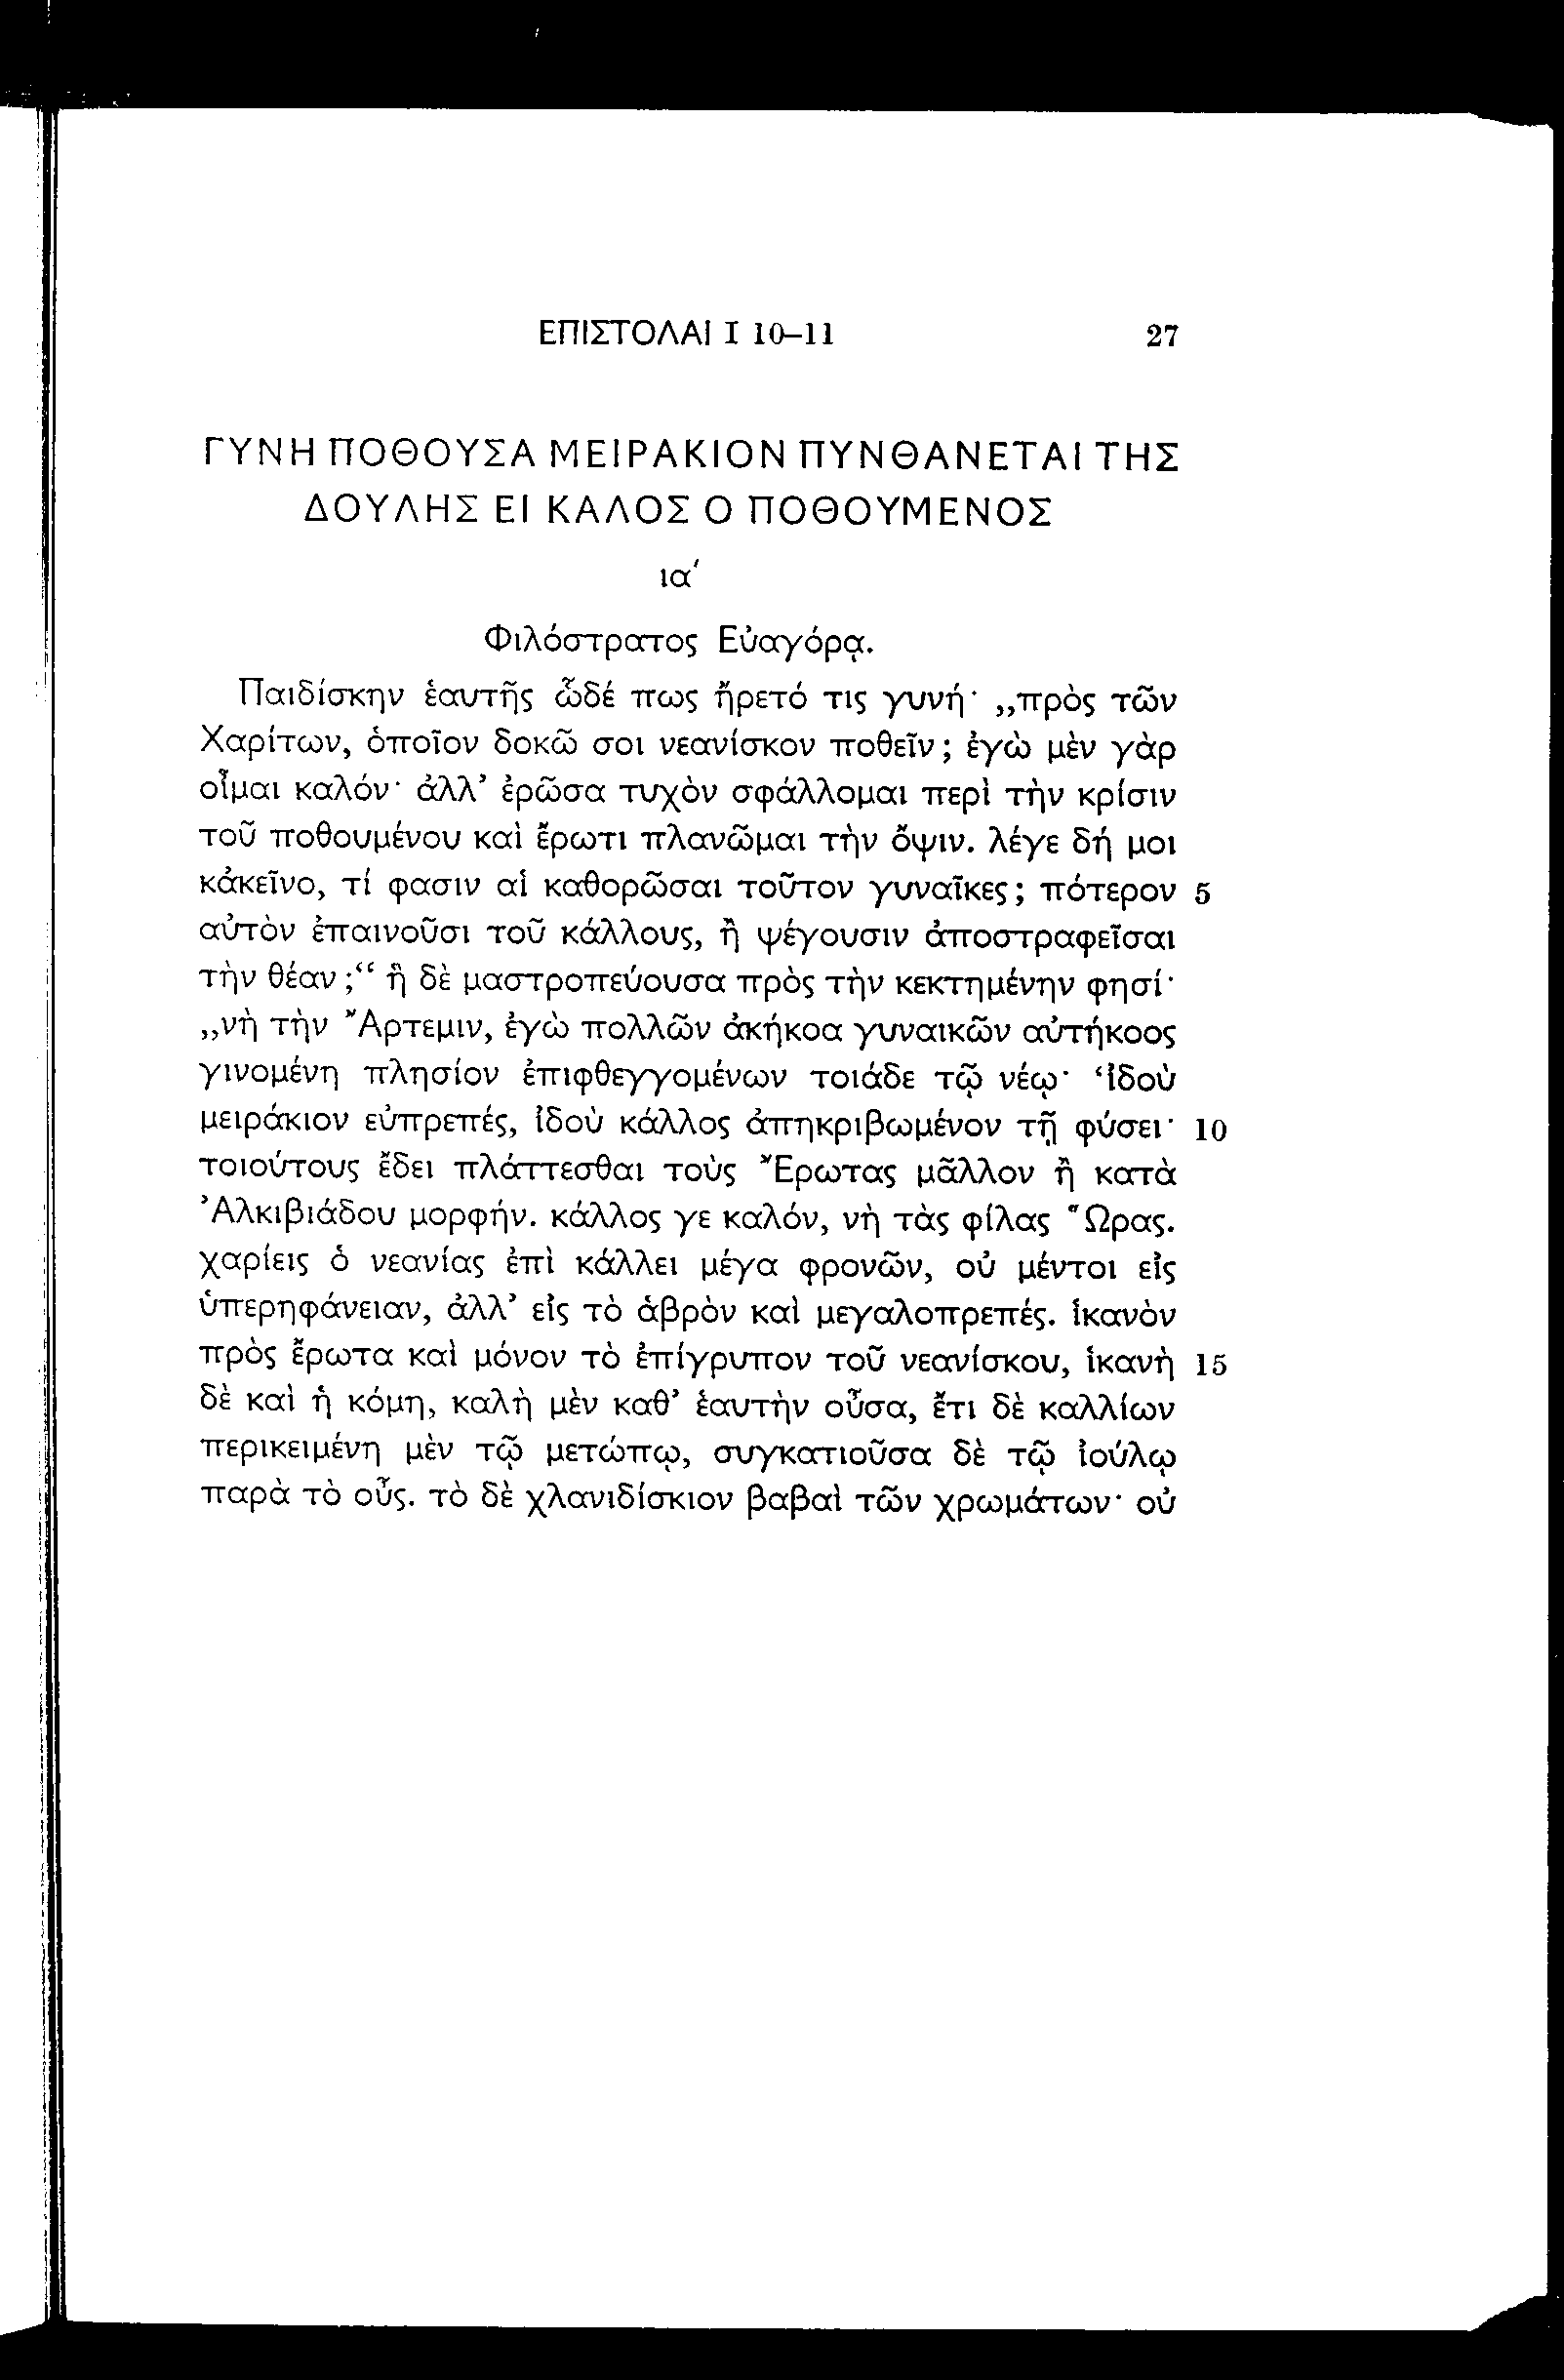 ΕΠΙΣΤΟΛΑΙ I 10–11 27
ΓΥΝΗ ΠΟΘΟΥΣΑ ΜΕΙΡΑΚΙΟΝ ΠΥΝΘΑΝΕΤΑΙ ΤΗΣ
ΔΟΥΛΗΣ ΕΙ ΚΑΛΟΣ Ο ΠΟΘΟΥΜΕΝΟΣ
ια′
Φιλόστρατος Εὐαγόρᾳ.
Παιδίσκην ἑαυτῆς ὧδέ πως ἤρετό τις γυνή· „πρὸς τῶν
Χαρίτων, ὁποῖον δοκῶ σοι νεανίσκον ποθεῖν; ἐγὼ μὲν γὰρ
οἶμαι καλόν· ἀλλ’ ἐρῶσα τυχὸν σφάλλομαι περὶ τὴν κρίσιν
τοῦ ποθουμένου καὶ ἔρωτι πλανῶμαι τὴν ὄψιν. λέγε δή μοι
κἀκεῖνο, τί φασιν αἱ καθορῶσαι τοῦτον γυναῖκες; πότερον 5
αὐτὸν ἐπαινοῦσι τοῦ κάλλους, ἢ ψέγουσιν ἀποστραφεῖσαι
τὴν θέαν;“ ἣ δὲ μαστροπεύουσα πρὸς τὴν κεκτημένην φησί·
„νὴ τὴν Ἄρτεμιν, ἐγὼ πολλῶν ἀκήκοα γυναικῶν αὐτήκοος
γινομένη πλησίον ἐπιφθεγγομένων τοιάδε τῷ νέῳ· ‘ἰδοὺ
μειράκιον εὐπρεπές, ἰδοὺ κάλλος ἀπηκριβωμένον τῇ φύσει· 10
τοιούτους ἔδει πλάττεσθαι τοὺς Ἔρωτας μᾶλλον ἢ κατὰ
Ἀλκιβιάδου μορφήν. κάλλος γε καλόν, νὴ τὰς φίλας Ὥρας.
χαρίεις ὁ νεανίας ἐπὶ κάλλει μέγα φρονῶν, οὐ μέντοι εἰς
ὑπερηφάνειαν, ἀλλ’ εἰς τὸ ἁβρὸν καὶ μεγαλοπρεπές. ἱκανὸν
πρὸς ἔρωτα καὶ μόνον τὸ ἐπίγρυπον τοῦ νεανίσκου, ἱκανὴ 15
δὲ καὶ ἡ κόμη, καλὴ μὲν καθ’ ἑαυτὴν οὖσα, ἔτι δὲ καλλίων
περικειμένη μὲν τῷ μετώπῳ, συγκατιοῦσα δὲ τῷ ἰούλῳ
παρὰ τὸ οὖς. τὸ δὲ χλανιδίσκιον βαβαὶ τῶν χρωμάτων· οὐ